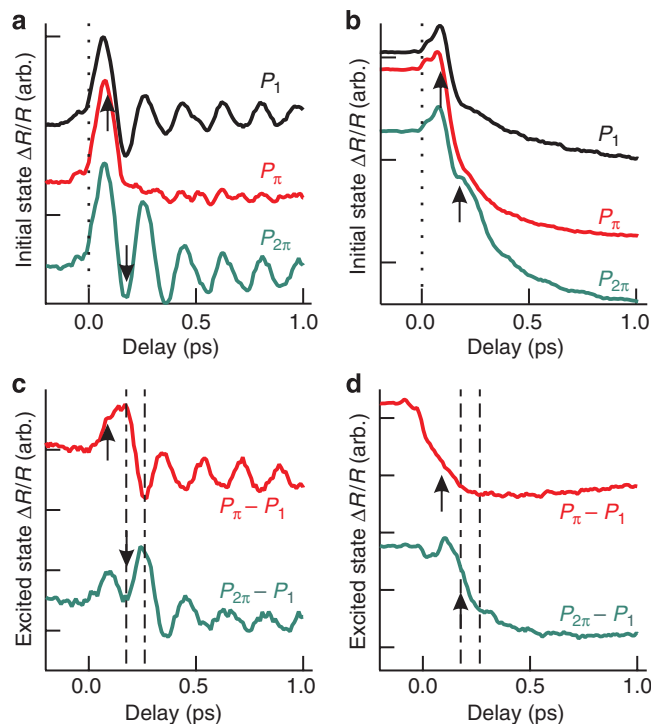 a
Initial state ΔR/R (arb.)
P₁
Pπ
P₂π
0.0 0.5 1.0
Delay (ps)
b
Initial state ΔR/R (arb.)
P₁
Pπ
P₂π
0.0 0.5 1.0
Delay (ps)
c
Excited state ΔR/R (arb.)
Pπ – P₁
P₂π – P₁
0.0 0.5 1.0
Delay (ps)
d
Excited state ΔR/R (arb.)
Pπ – P₁
P₂π – P₁
0.0 0.5 1.0
Delay (ps)